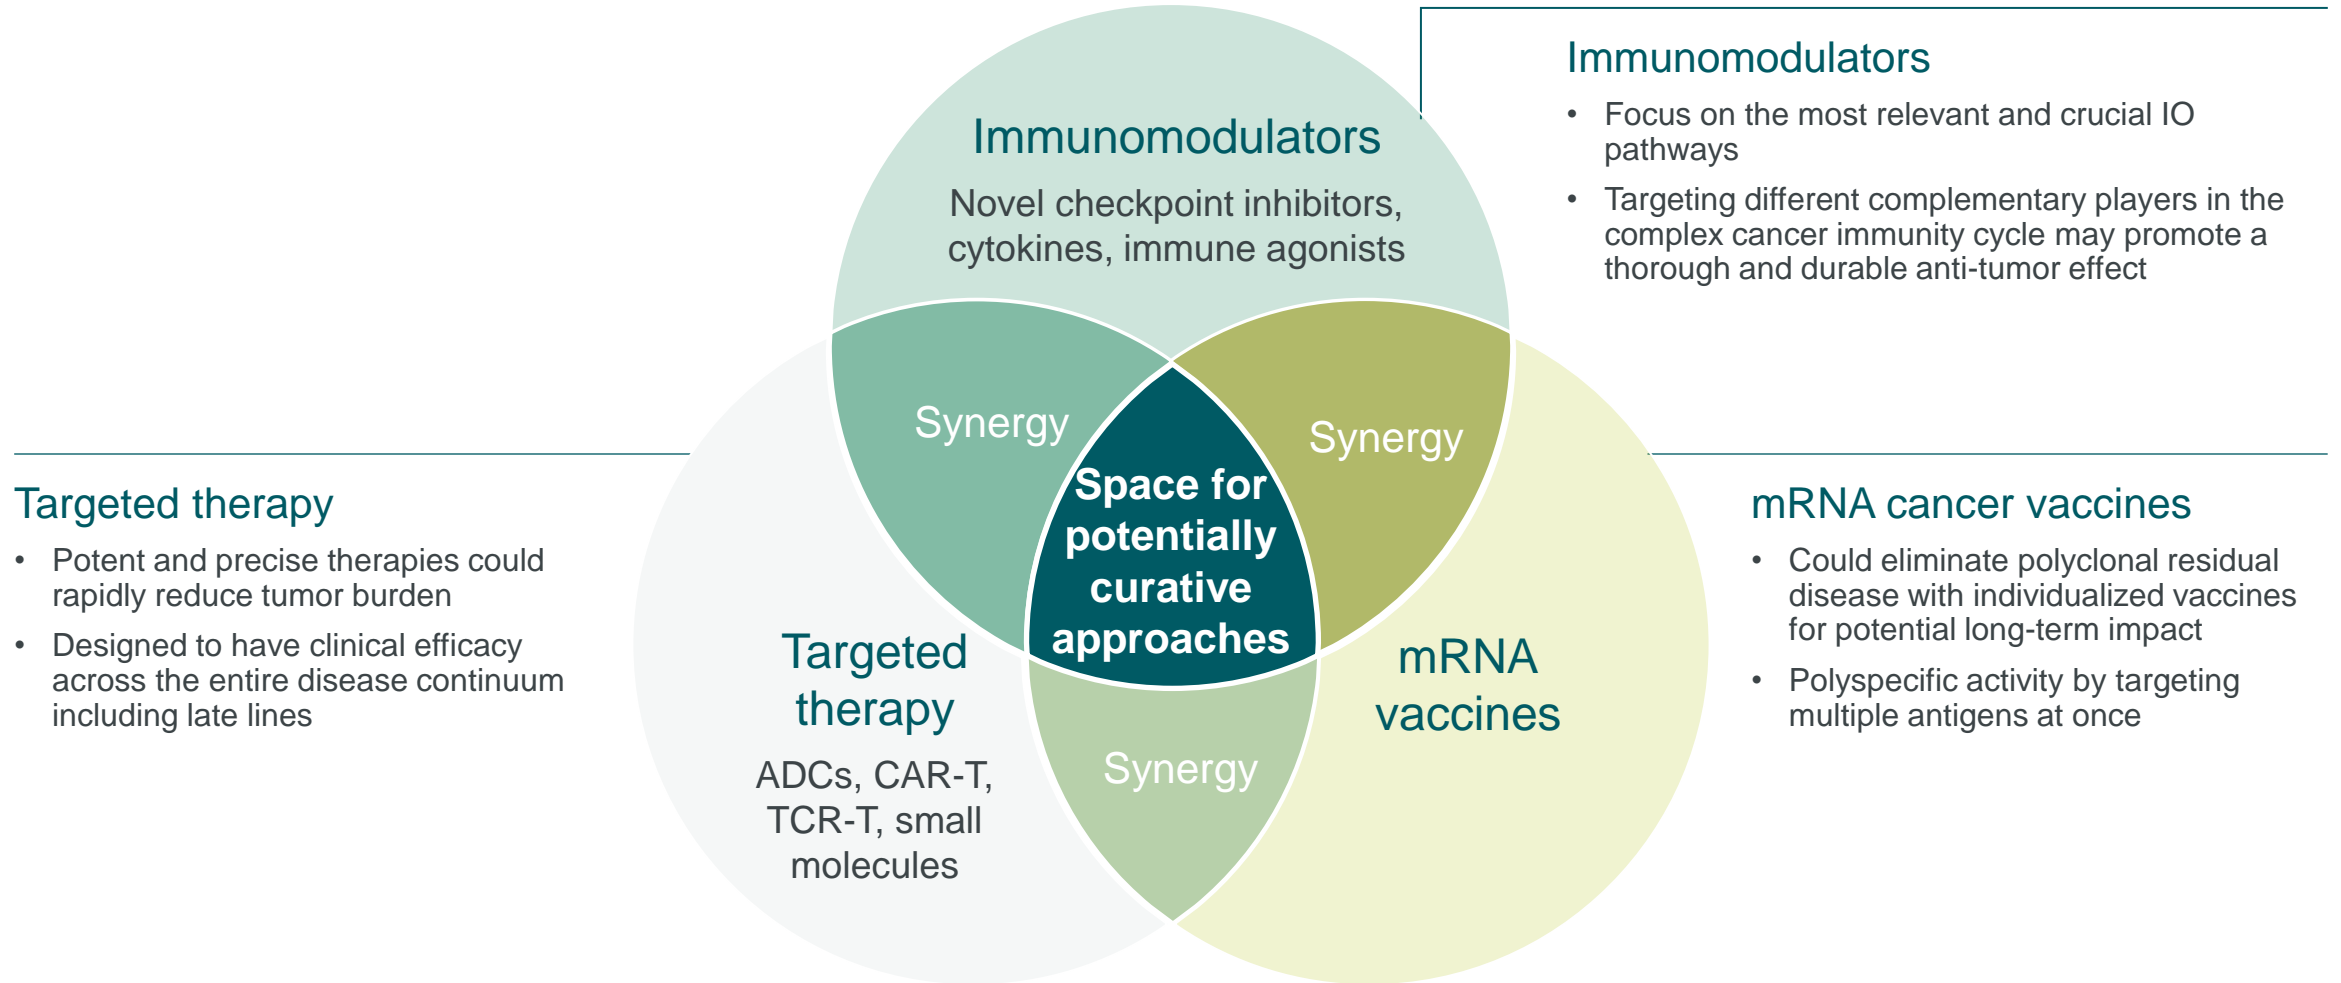 Immunomodulators
Novel checkpoint inhibitors,
cytokines, immune agonists
Immunomodulators
• Focus on the most relevant and crucial IO
pathways
• Targeting different complementary players in the
complex cancer immunity cycle may promote a
thorough and durable anti-tumor effect
Synergy
Synergy
Space for
potentially
curative
approaches
Targeted therapy
• Potent and precise therapies could
rapidly reduce tumor burden
• Designed to have clinical efficacy
across the entire disease continuum
including late lines
Targeted
therapy
ADCs, CAR-T,
TCR-T, small
molecules
Synergy
mRNA
vaccines
mRNA cancer vaccines
• Could eliminate polyclonal residual
disease with individualized vaccines
for potential long-term impact
• Polyspecific activity by targeting
multiple antigens at once